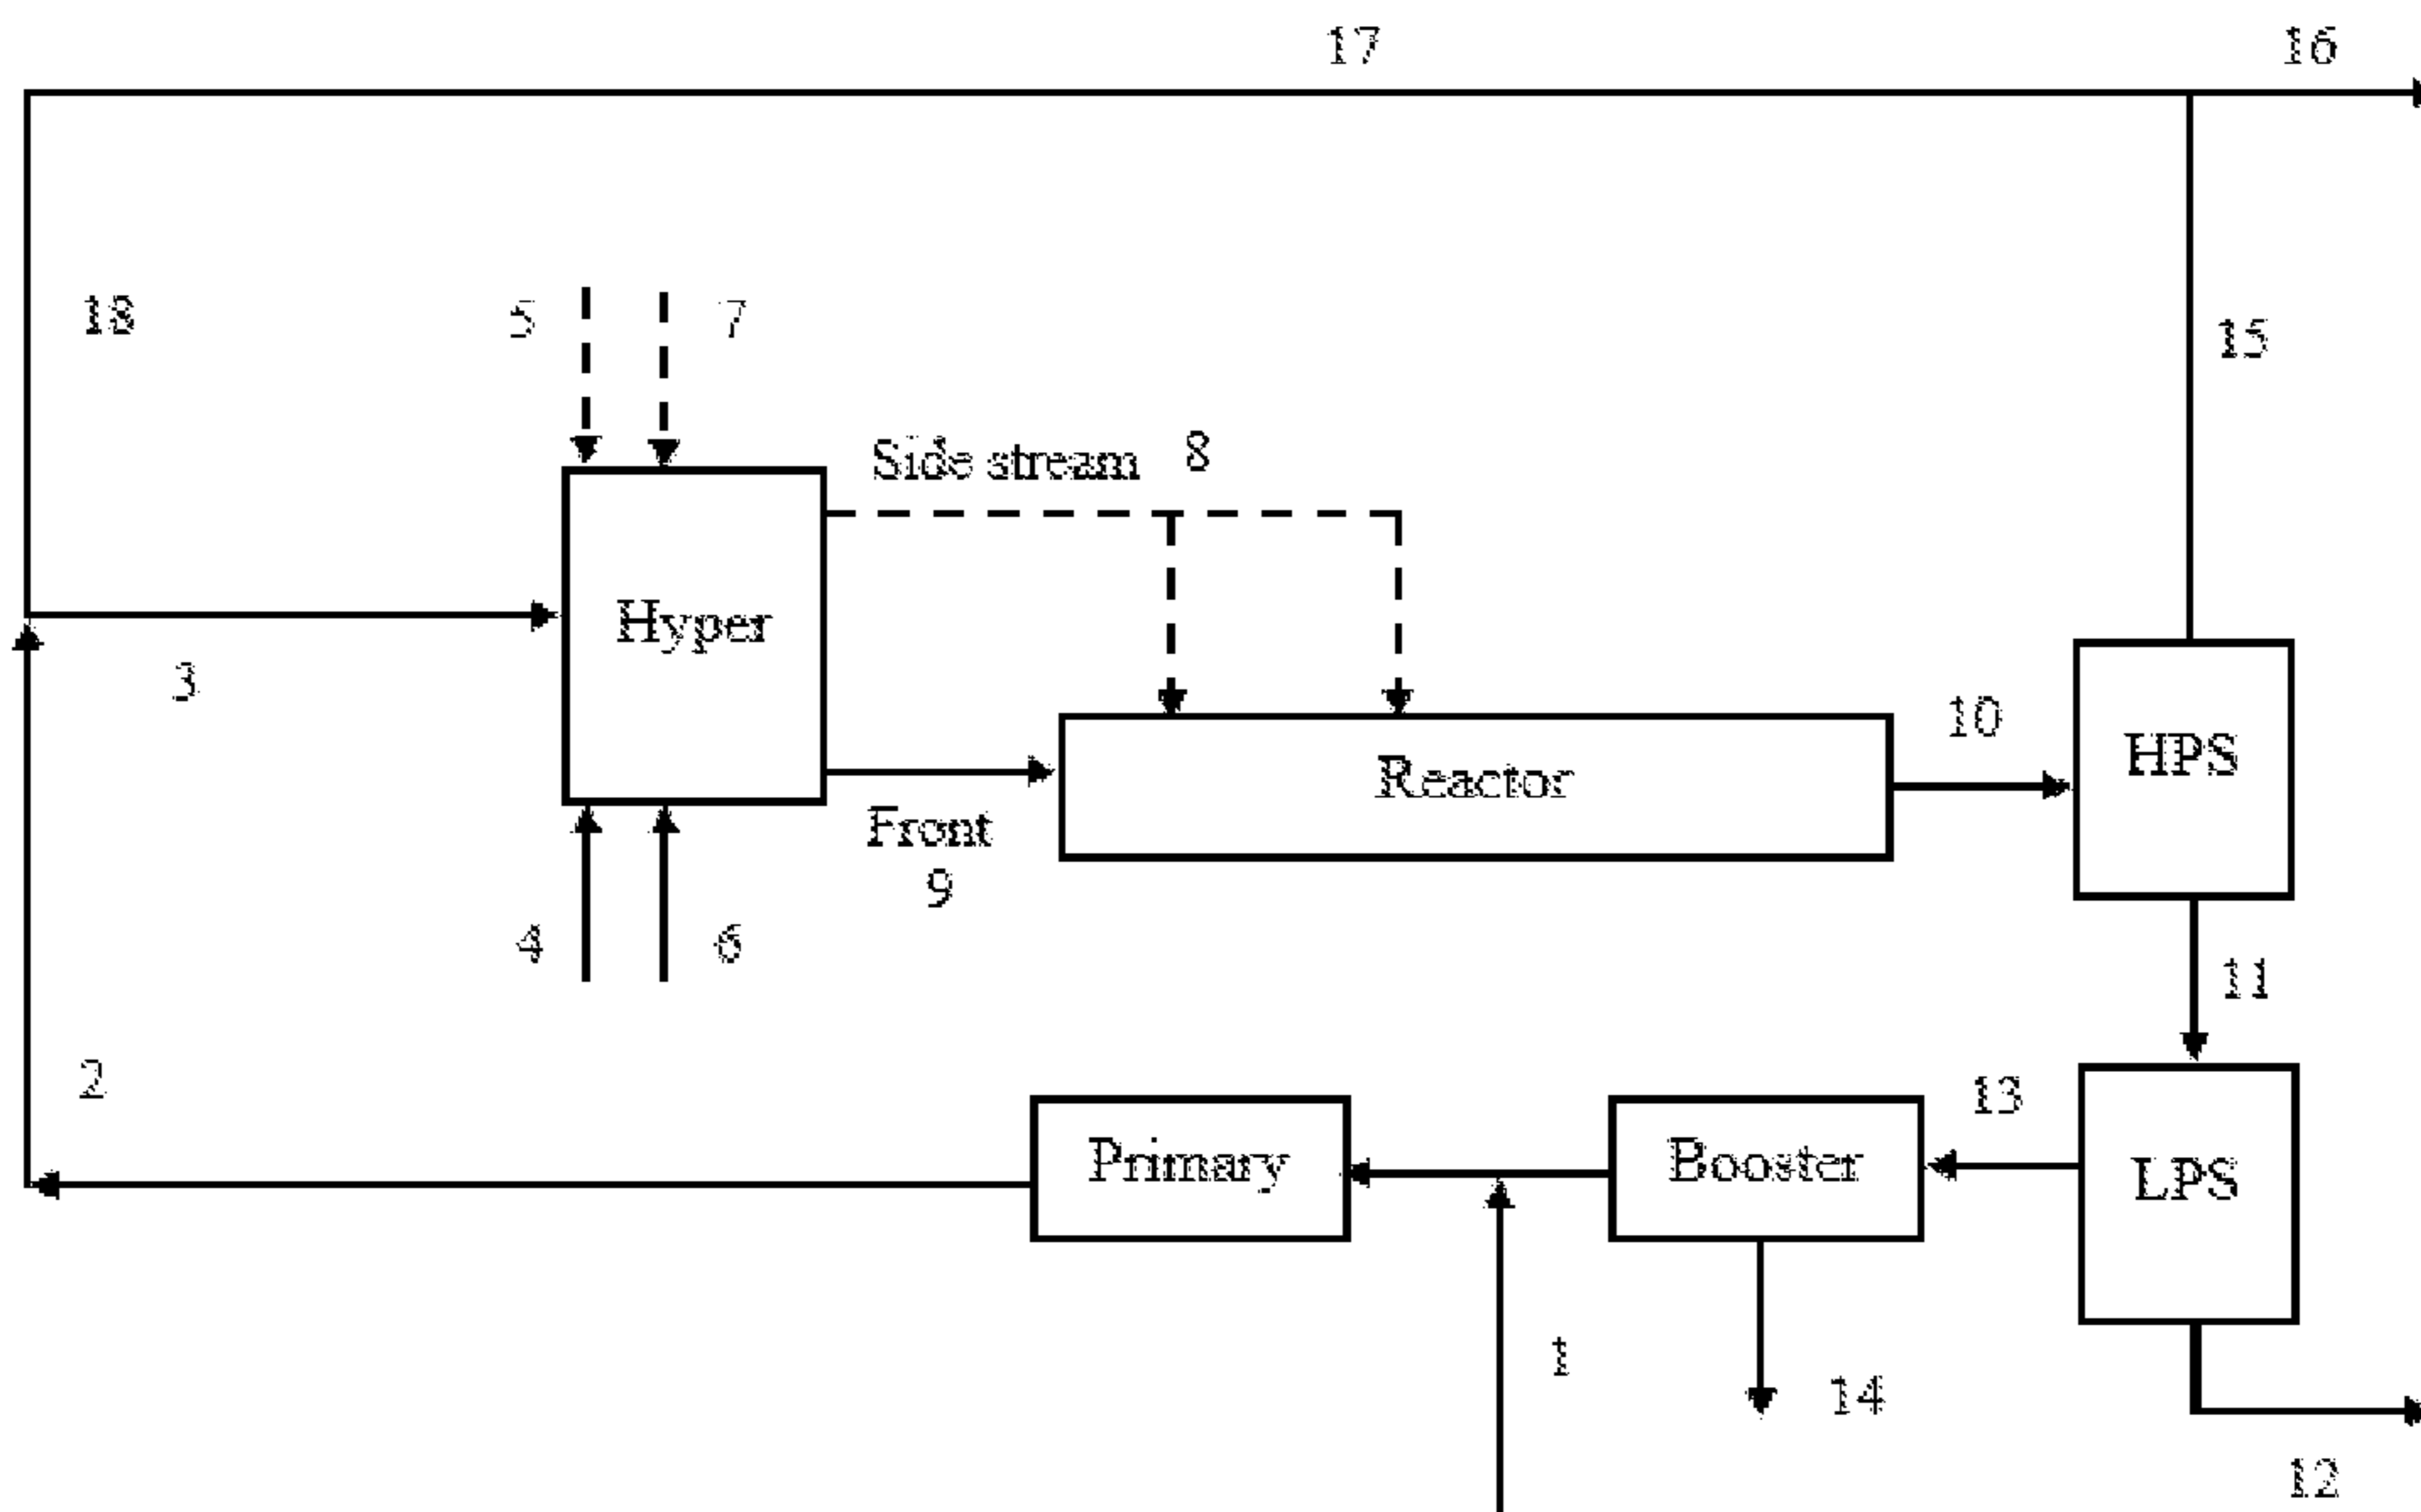 17
16
18
5
7
15
Side stream 8
Hyper
3
10
HPS
Reactor
Front
9
4
6
11
2
13
Primary
Booster
LPS
1
14
12